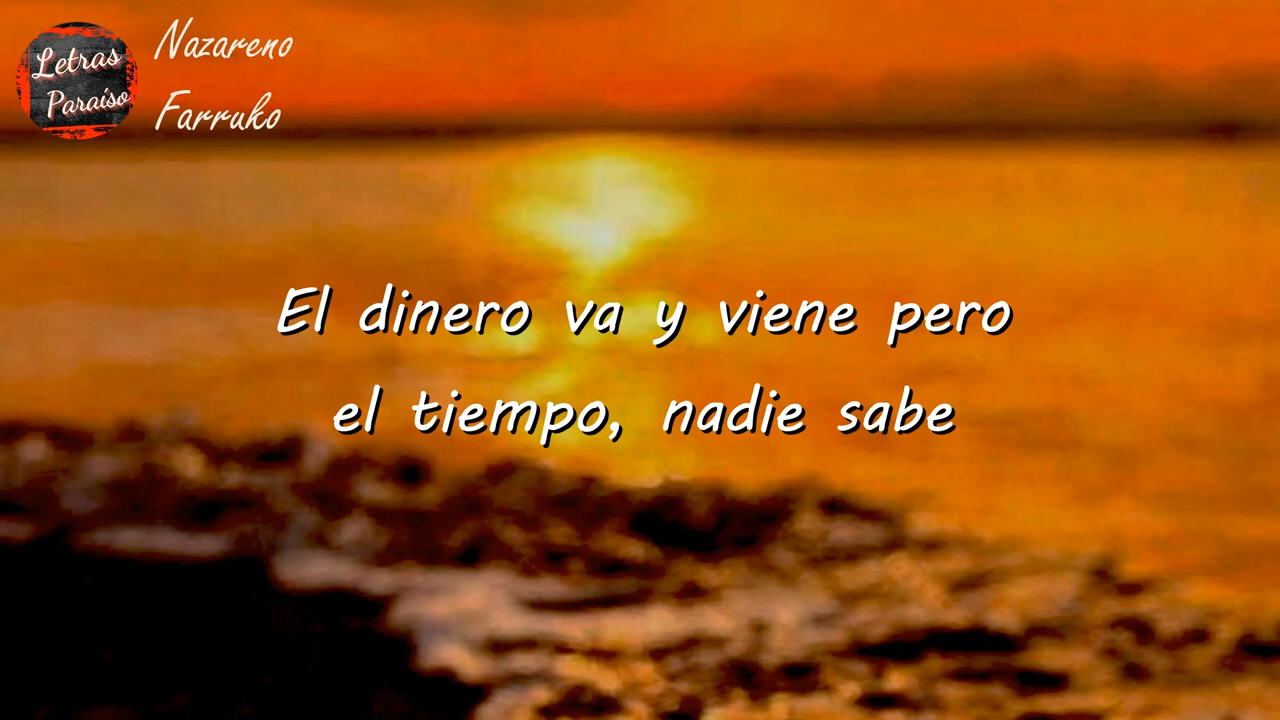 Letras
Paraíso
Nazareno
Farruko
El dinero va y viene pero
el tiempo, nadie sabe